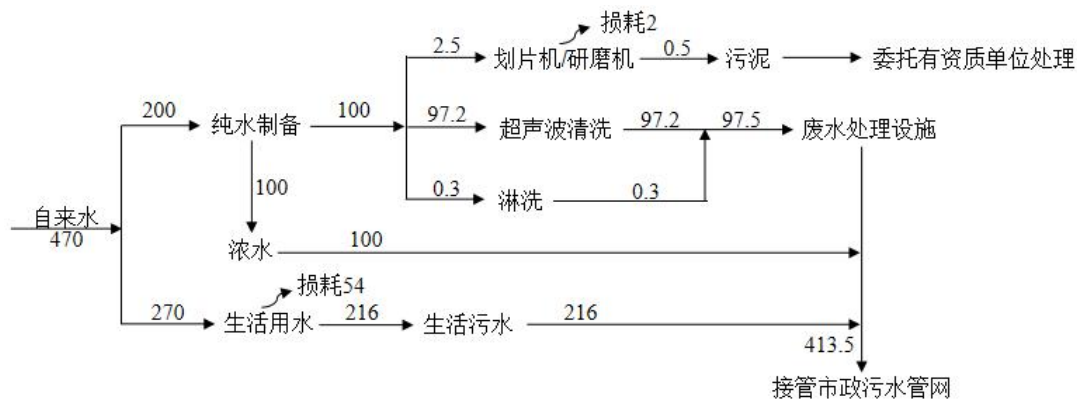 损耗2
2.5 划片机/研磨机 0.5 污泥 委托有资质单位处理
200 纯水制备 100 97.2 超声波清洗 97.2 97.5 废水处理设施
100
0.3 淋洗 0.3
自来水
470
浓水 100
损耗54
270 生活用水 216 生活污水 216
413.5
接管市政污水管网